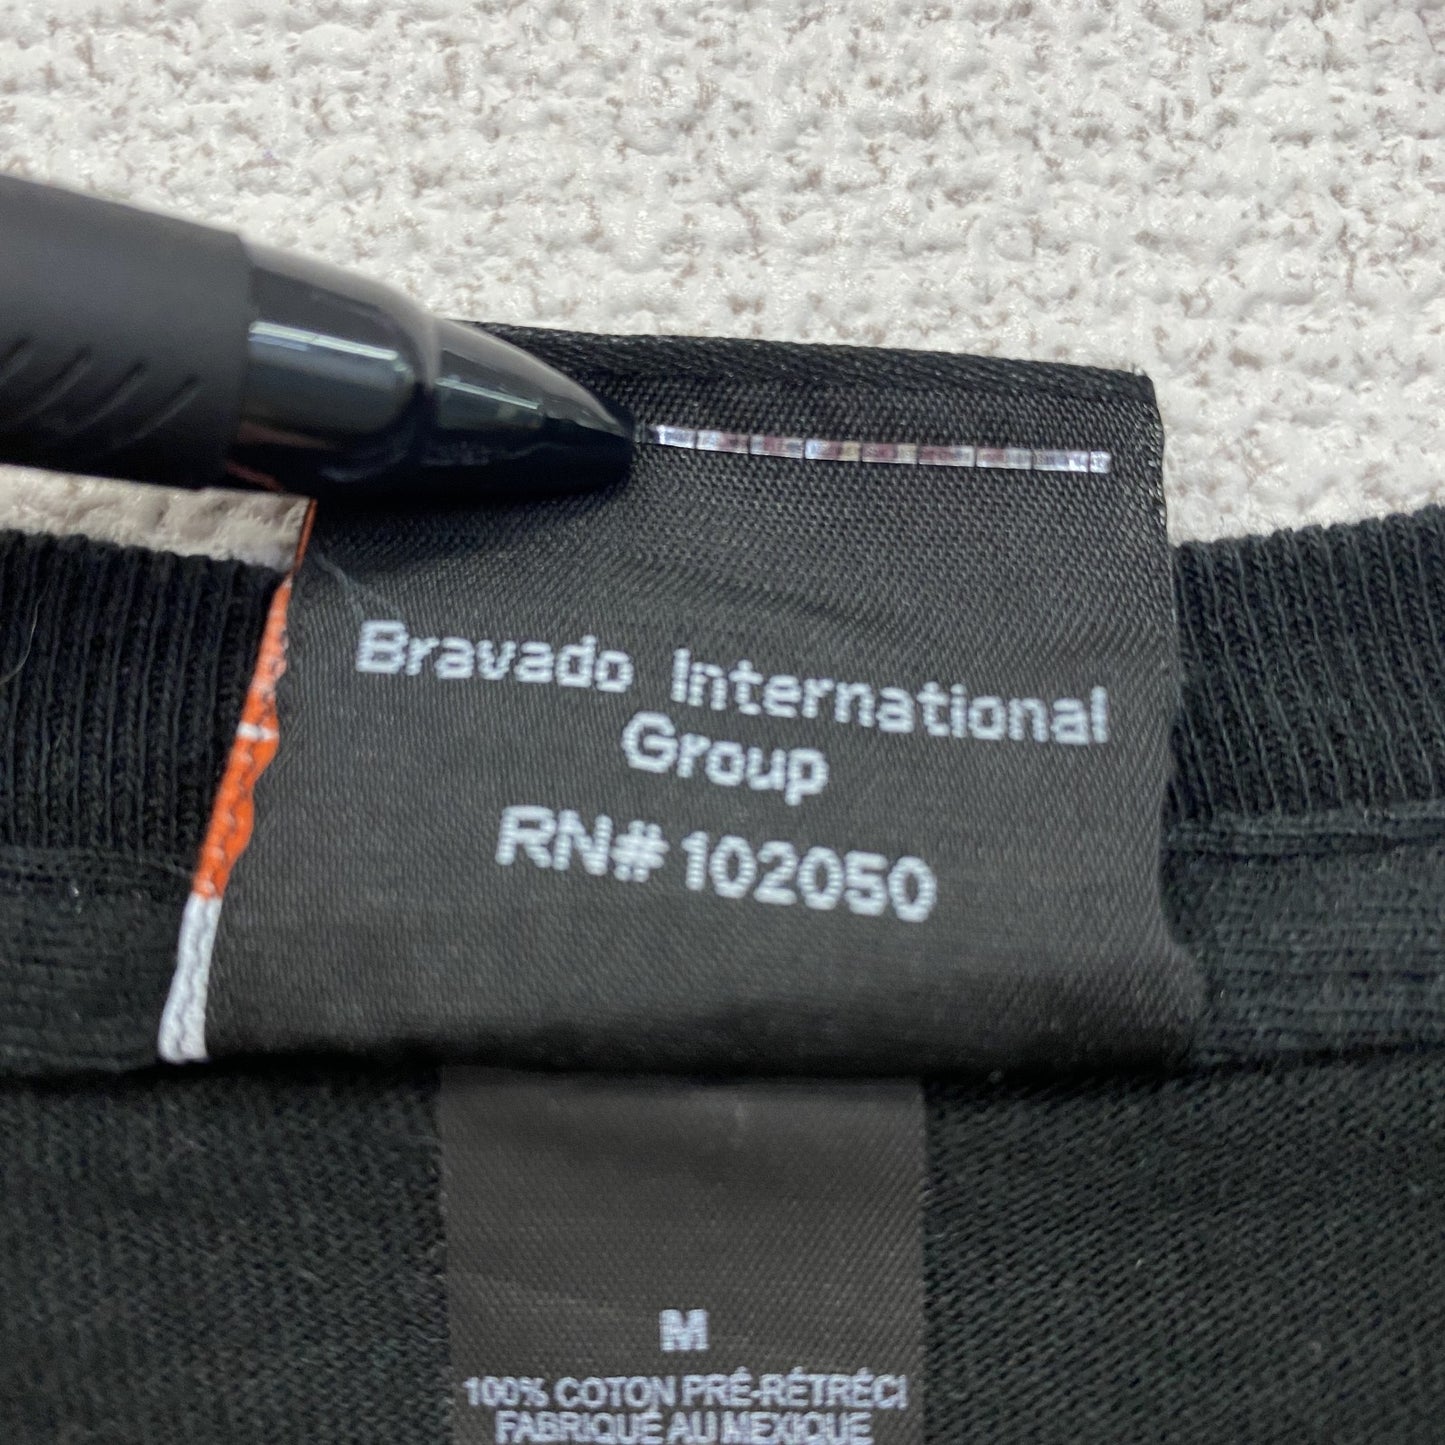 Bravado International
Group
RN# 102050
M
100% COTON PRÉ-RÉTRÉCI
FABRIQUÉ AU MEXIQUE